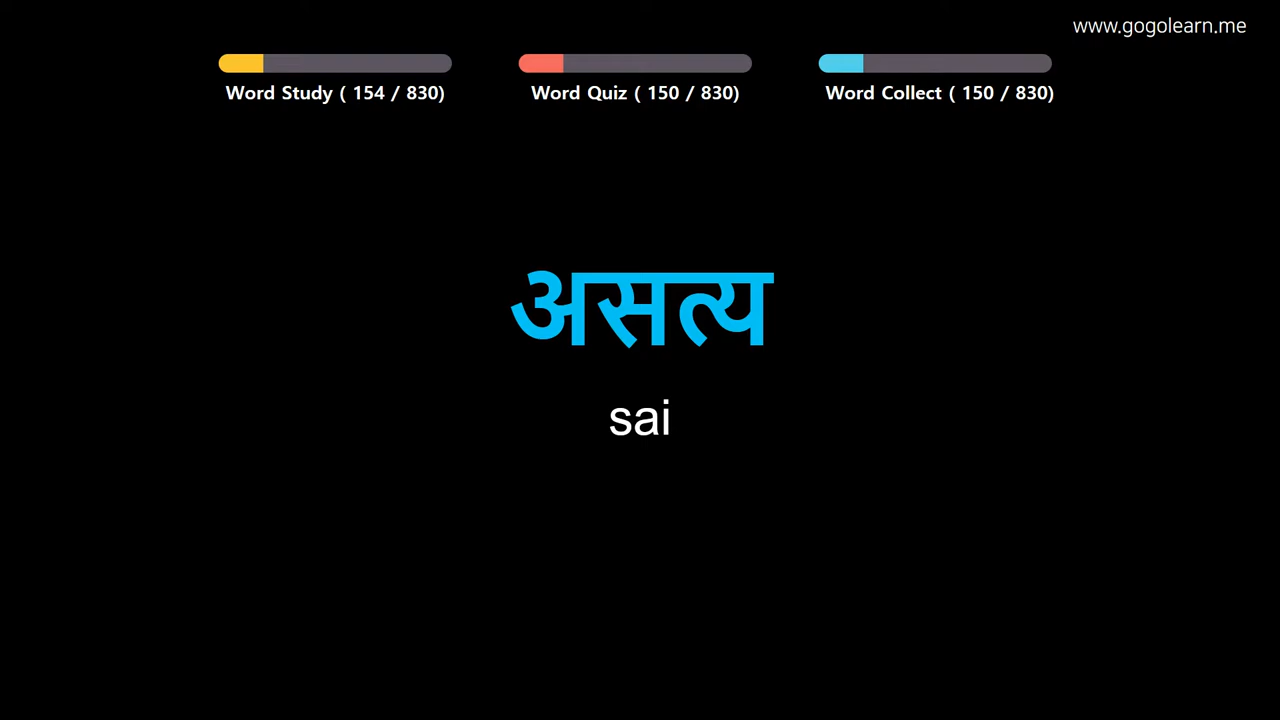 www.gogolearn.me
Word Study ( 154 / 830)
Word Quiz ( 150 / 830)
Word Collect ( 150 / 830)
असत्य
sai